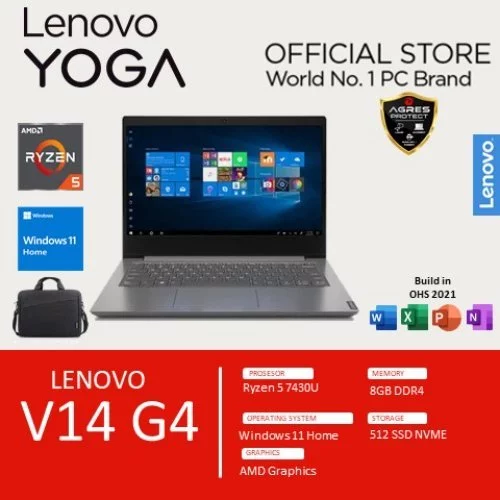 Lenovo
YOGA
OFFICIAL STORE
World No. 1 PC Brand
AGRES
PROTECT
AMD
RYZEN
5
Lenovo
Windows
Windows 11
Home
Build in
OHS 2021
W
X
P
N
LENOVO
V14 G4
PROSESOR
Ryzen 5 7430U
MEMORY
8GB DDR4
OPERATING SYSTEM
Windows 11 Home
STORAGE
512 SSD NVME
GRAPHICS
AMD Graphics